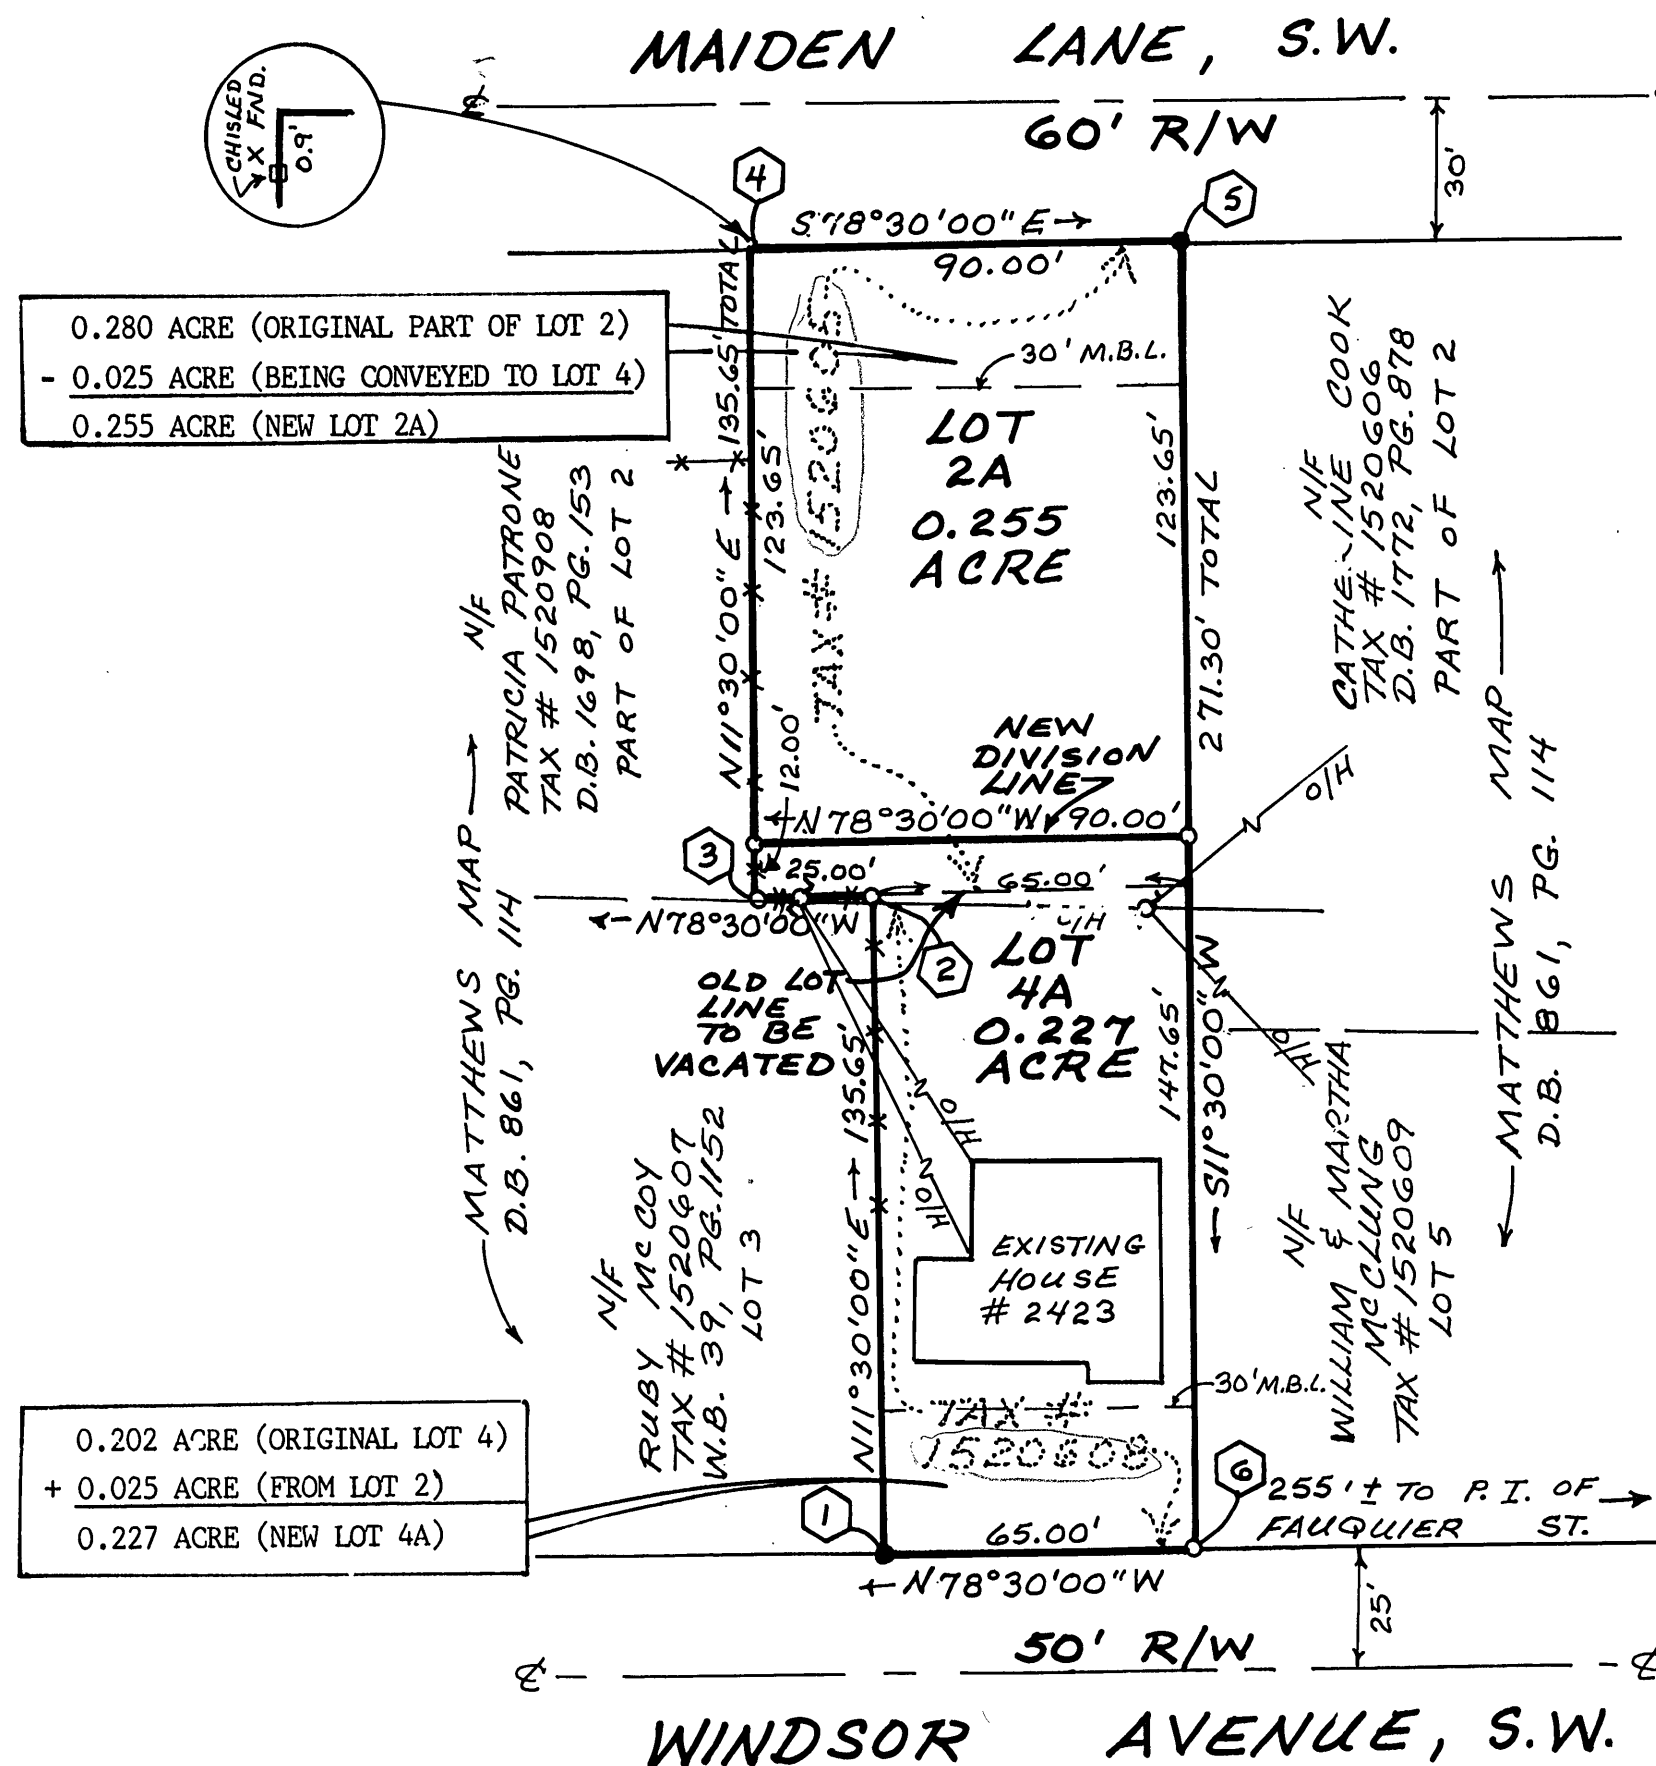 MAIDEN LANE, S.W.
60' R/W
30'
CHISLED
X FND.
0.9'
4
5
S 78°30'00" E
90.00'
0.280 ACRE (ORIGINAL PART OF LOT 2)
- 0.025 ACRE (BEING CONVEYED TO LOT 4)
0.255 ACRE (NEW LOT 2A)
30' M.B.L.
LOT
2A
0.255
ACRE
N11°30'00" E 135.65' TOTAL
123.65'
TAX #
123.65'
271.30' TOTAL
N/F
PATRICIA PATRONE
TAX # 1520908
D.B. 1698, PG. 153
PART OF LOT 2
N/F
COOK
TAX # 1520606
D.B. 1772, PG. 878
PART OF LOT 2
MATTHEWS MAP
D.B. 861, PG. 114
MATTHEWS MAP
D.B. 861, PG. 114
12.00'
NEW
DIVISION
LINE
N 78°30'00" W 90.00'
O/H
3
25.00'
65.00'
N 78°30'00" W
O/H
2
OLD LOT
LINE
TO BE
VACATED
LOT
4A
0.227
ACRE
135.65'
N11°30'00" E
147.65'
S11°30'00" W
O/H
O/H
O/H
EXISTING
HOUSE
# 2423
N/F
RUBY McCOY
TAX # 1520607
W.B. 39, PG. 1152
LOT 3
N/F
WILLIAM & MARTHA
McCLUNG
TAX # 1520609
LOT 5
30' M.B.L.
TAX #
1520608
0.202 ACRE (ORIGINAL LOT 4)
+ 0.025 ACRE (FROM LOT 2)
0.227 ACRE (NEW LOT 4A)
1
6
65.00'
N 78°30'00" W
255'± TO P.I. OF
FAUQUIER ST.
25'
50' R/W
WINDSOR AVENUE, S.W.